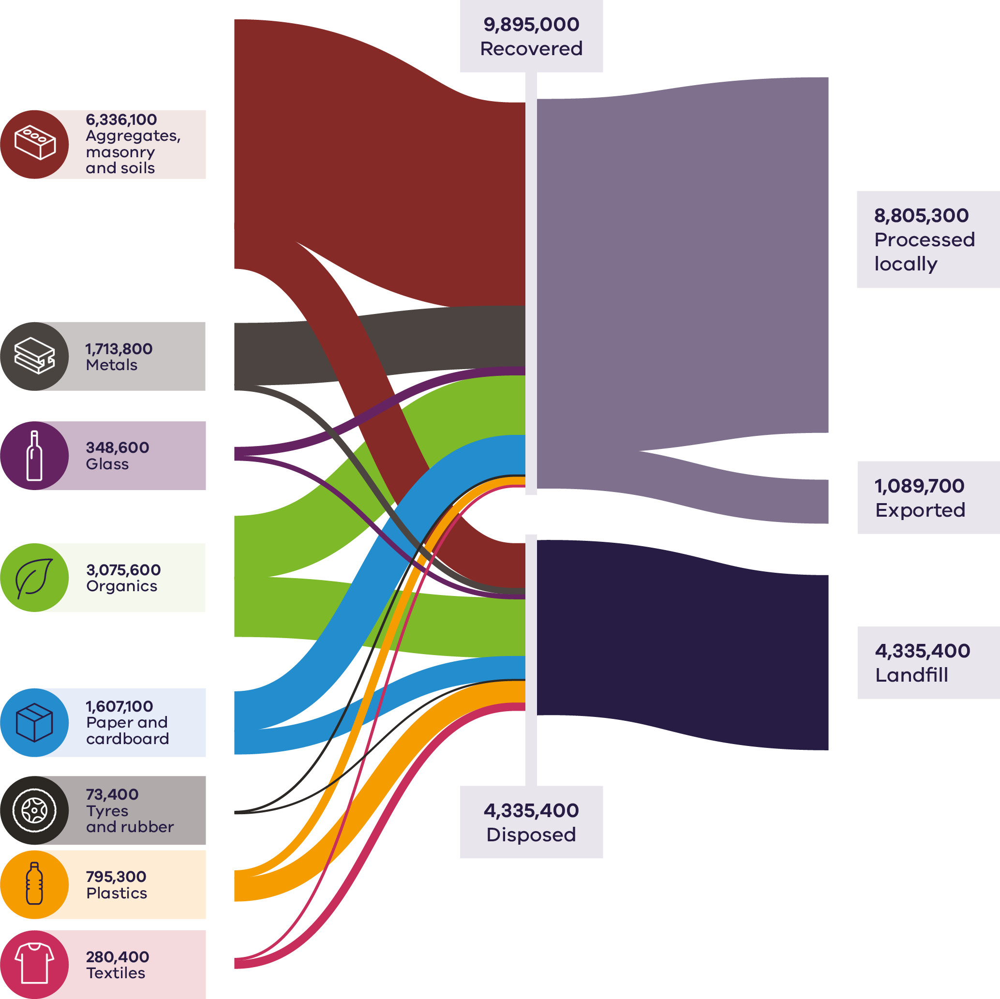 9,895,000
Recovered
6,336,100
Aggregates,
masonry
and soils
8,805,300
Processed
locally
1,713,800
Metals
348,600
Glass
1,089,700
Exported
3,075,600
Organics
4,335,400
Landfill
1,607,100
Paper and
cardboard
73,400
Tyres
and rubber
4,335,400
Disposed
795,300
Plastics
280,400
Textiles